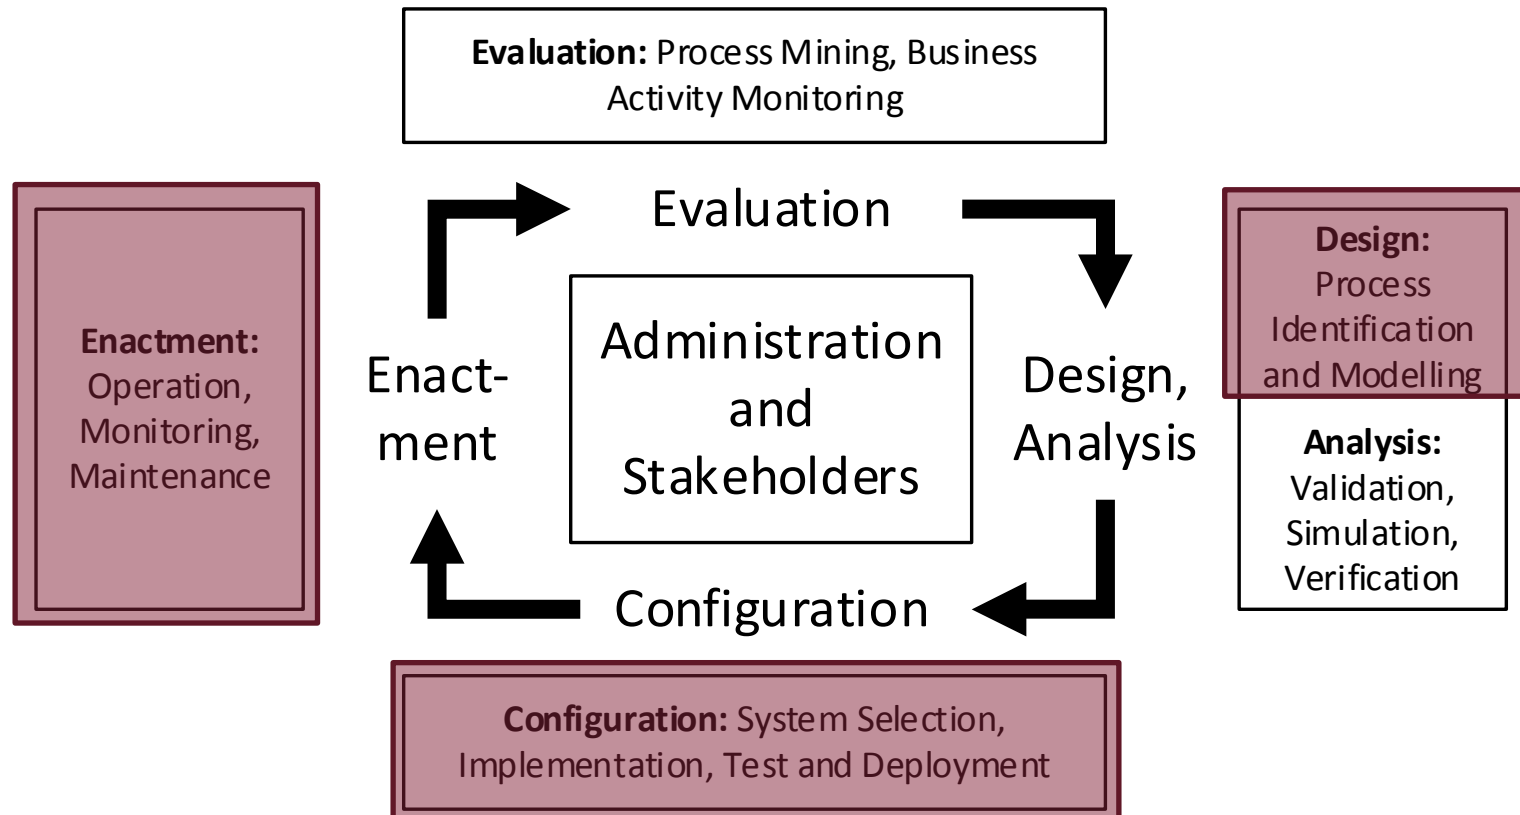 Evaluation: Process Mining, Business
Activity Monitoring
Evaluation
Enactment:
Operation,
Monitoring,
Maintenance
Enact-
ment
Administration
and
Stakeholders
Design,
Analysis
Design:
Process
Identification
and Modelling
Analysis:
Validation,
Simulation,
Verification
Configuration
Configuration: System Selection,
Implementation, Test and Deployment